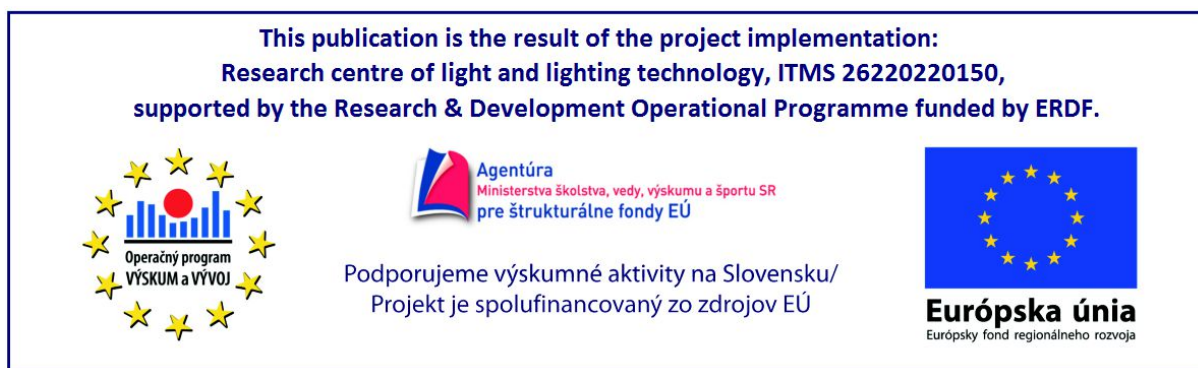 This publication is the result of the project implementation:
Research centre of light and lighting technology, ITMS 26220220150,
supported by the Research & Development Operational Programme funded by ERDF.
Operačný program
VÝSKUM a VÝVOJ
Agentúra
Ministerstva školstva, vedy, výskumu a športu SR
pre štrukturálne fondy EÚ
Podporujeme výskumné aktivity na Slovensku/
Projekt je spolufinancovaný zo zdrojov EÚ
Európska únia
Európsky fond regionálneho rozvoja